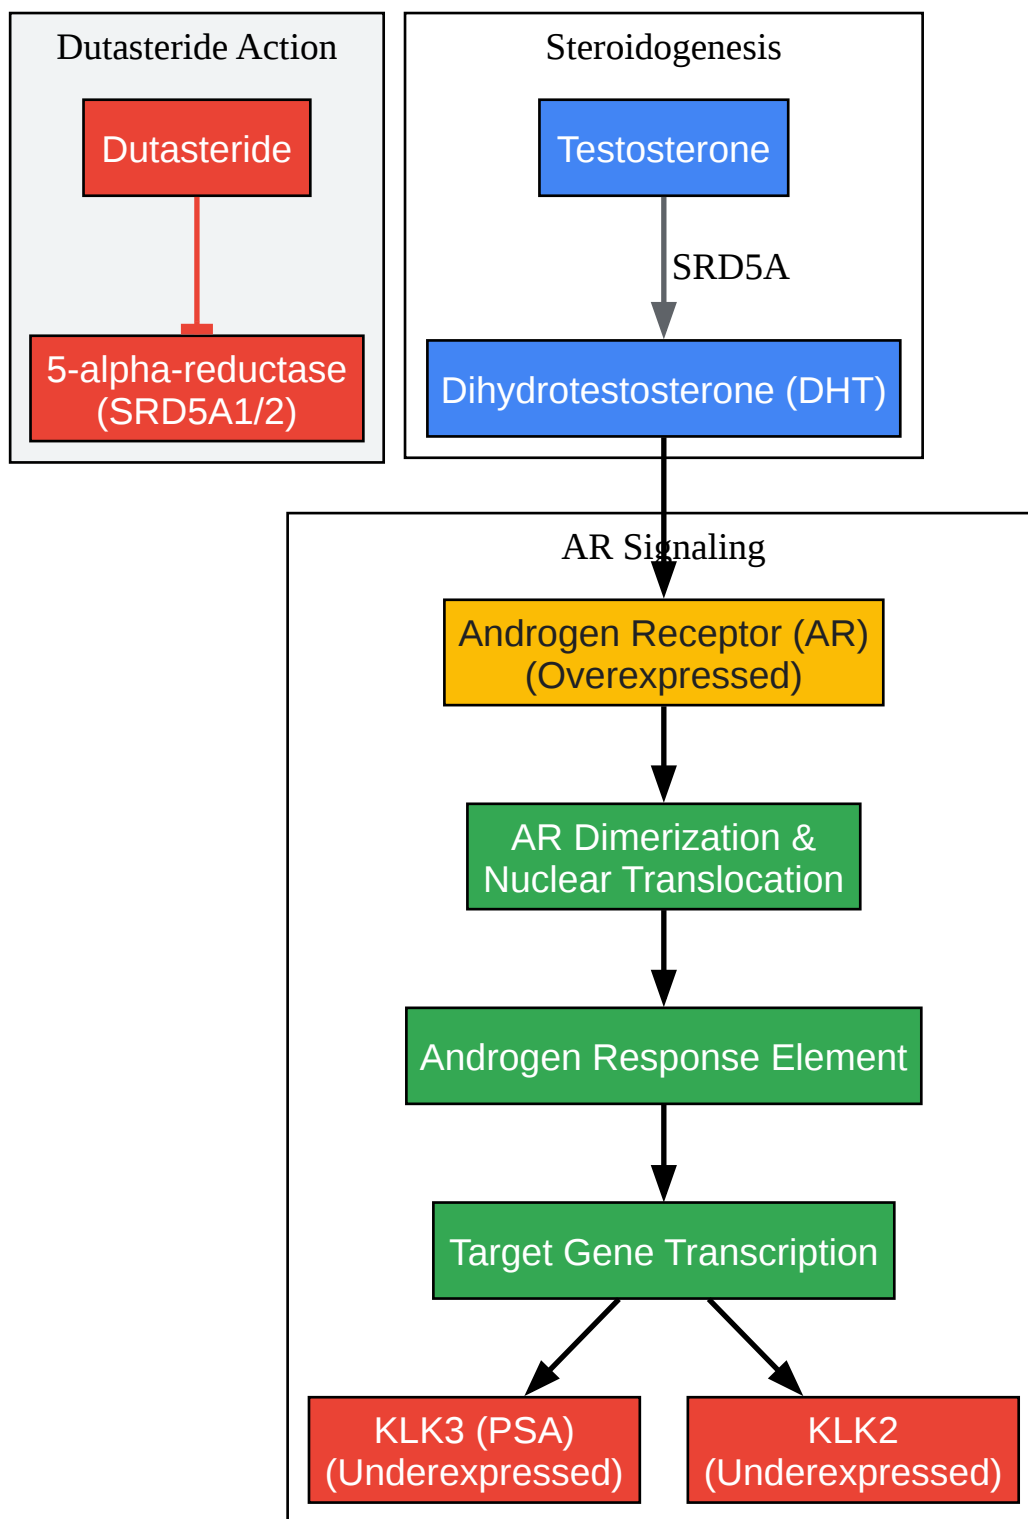 Dutasteride Action
Dutasteride
5-alpha-reductase
(SRD5A1/2)
Steroidogenesis
Testosterone
SRD5A
Dihydrotestosterone (DHT)
AR Signaling
Androgen Receptor (AR)
(Overexpressed)
AR Dimerization &
Nuclear Translocation
Androgen Response Element
Target Gene Transcription
KLK3 (PSA)
(Underexpressed)
KLK2
(Underexpressed)